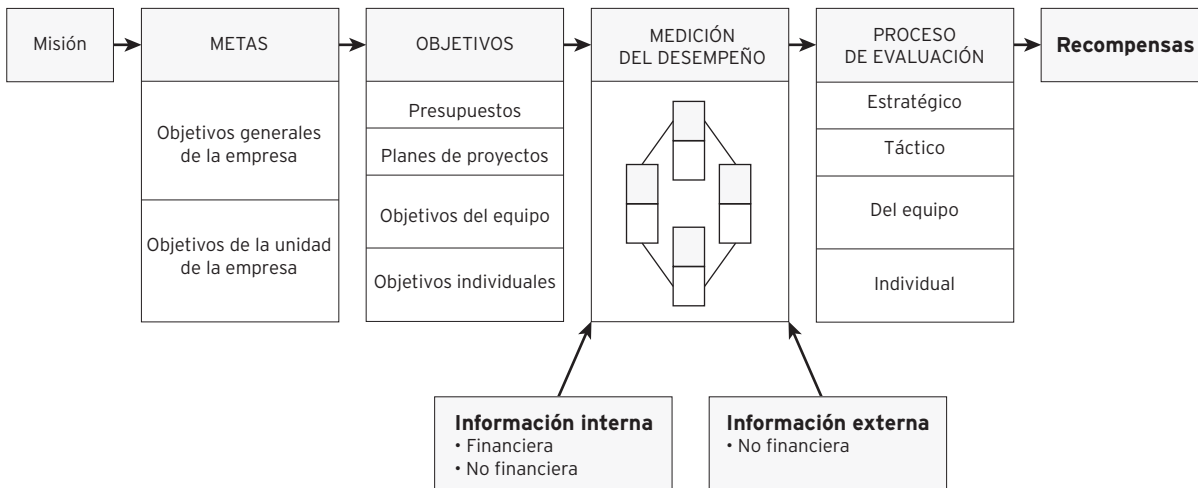 Misión
METAS
Objetivos generales
de la empresa
Objetivos de la unidad
de la empresa
OBJETIVOS
Presupuestos
Planes de proyectos
Objetivos del equipo
Objetivos individuales
MEDICIÓN
DEL DESEMPEÑO
PROCESO
DE EVALUACIÓN
Estratégico
Táctico
Del equipo
Individual
Recompensas
Información interna
• Financiera
• No financiera
Información externa
• No financiera